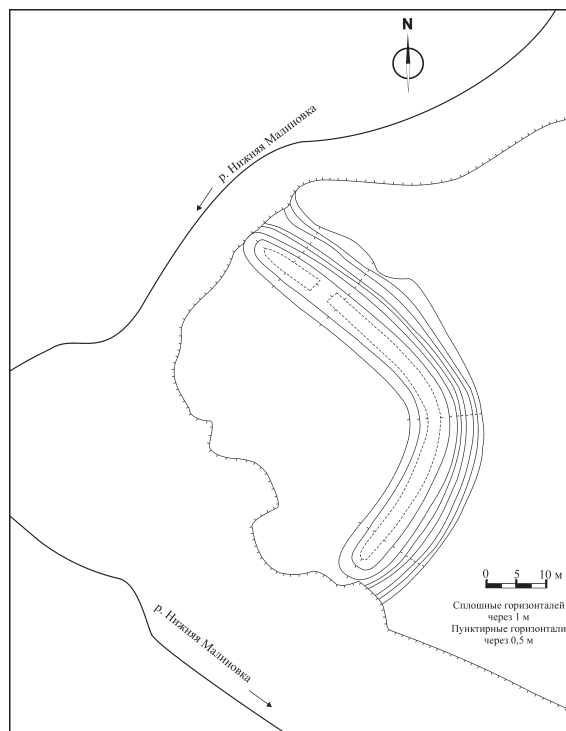 N
р. Нижняя Малиновка
0 5 10 м
Сплошные горизонталей
через 1 м
Пунктирные горизонтали
через 0,5 м
р. Нижняя Малиновка